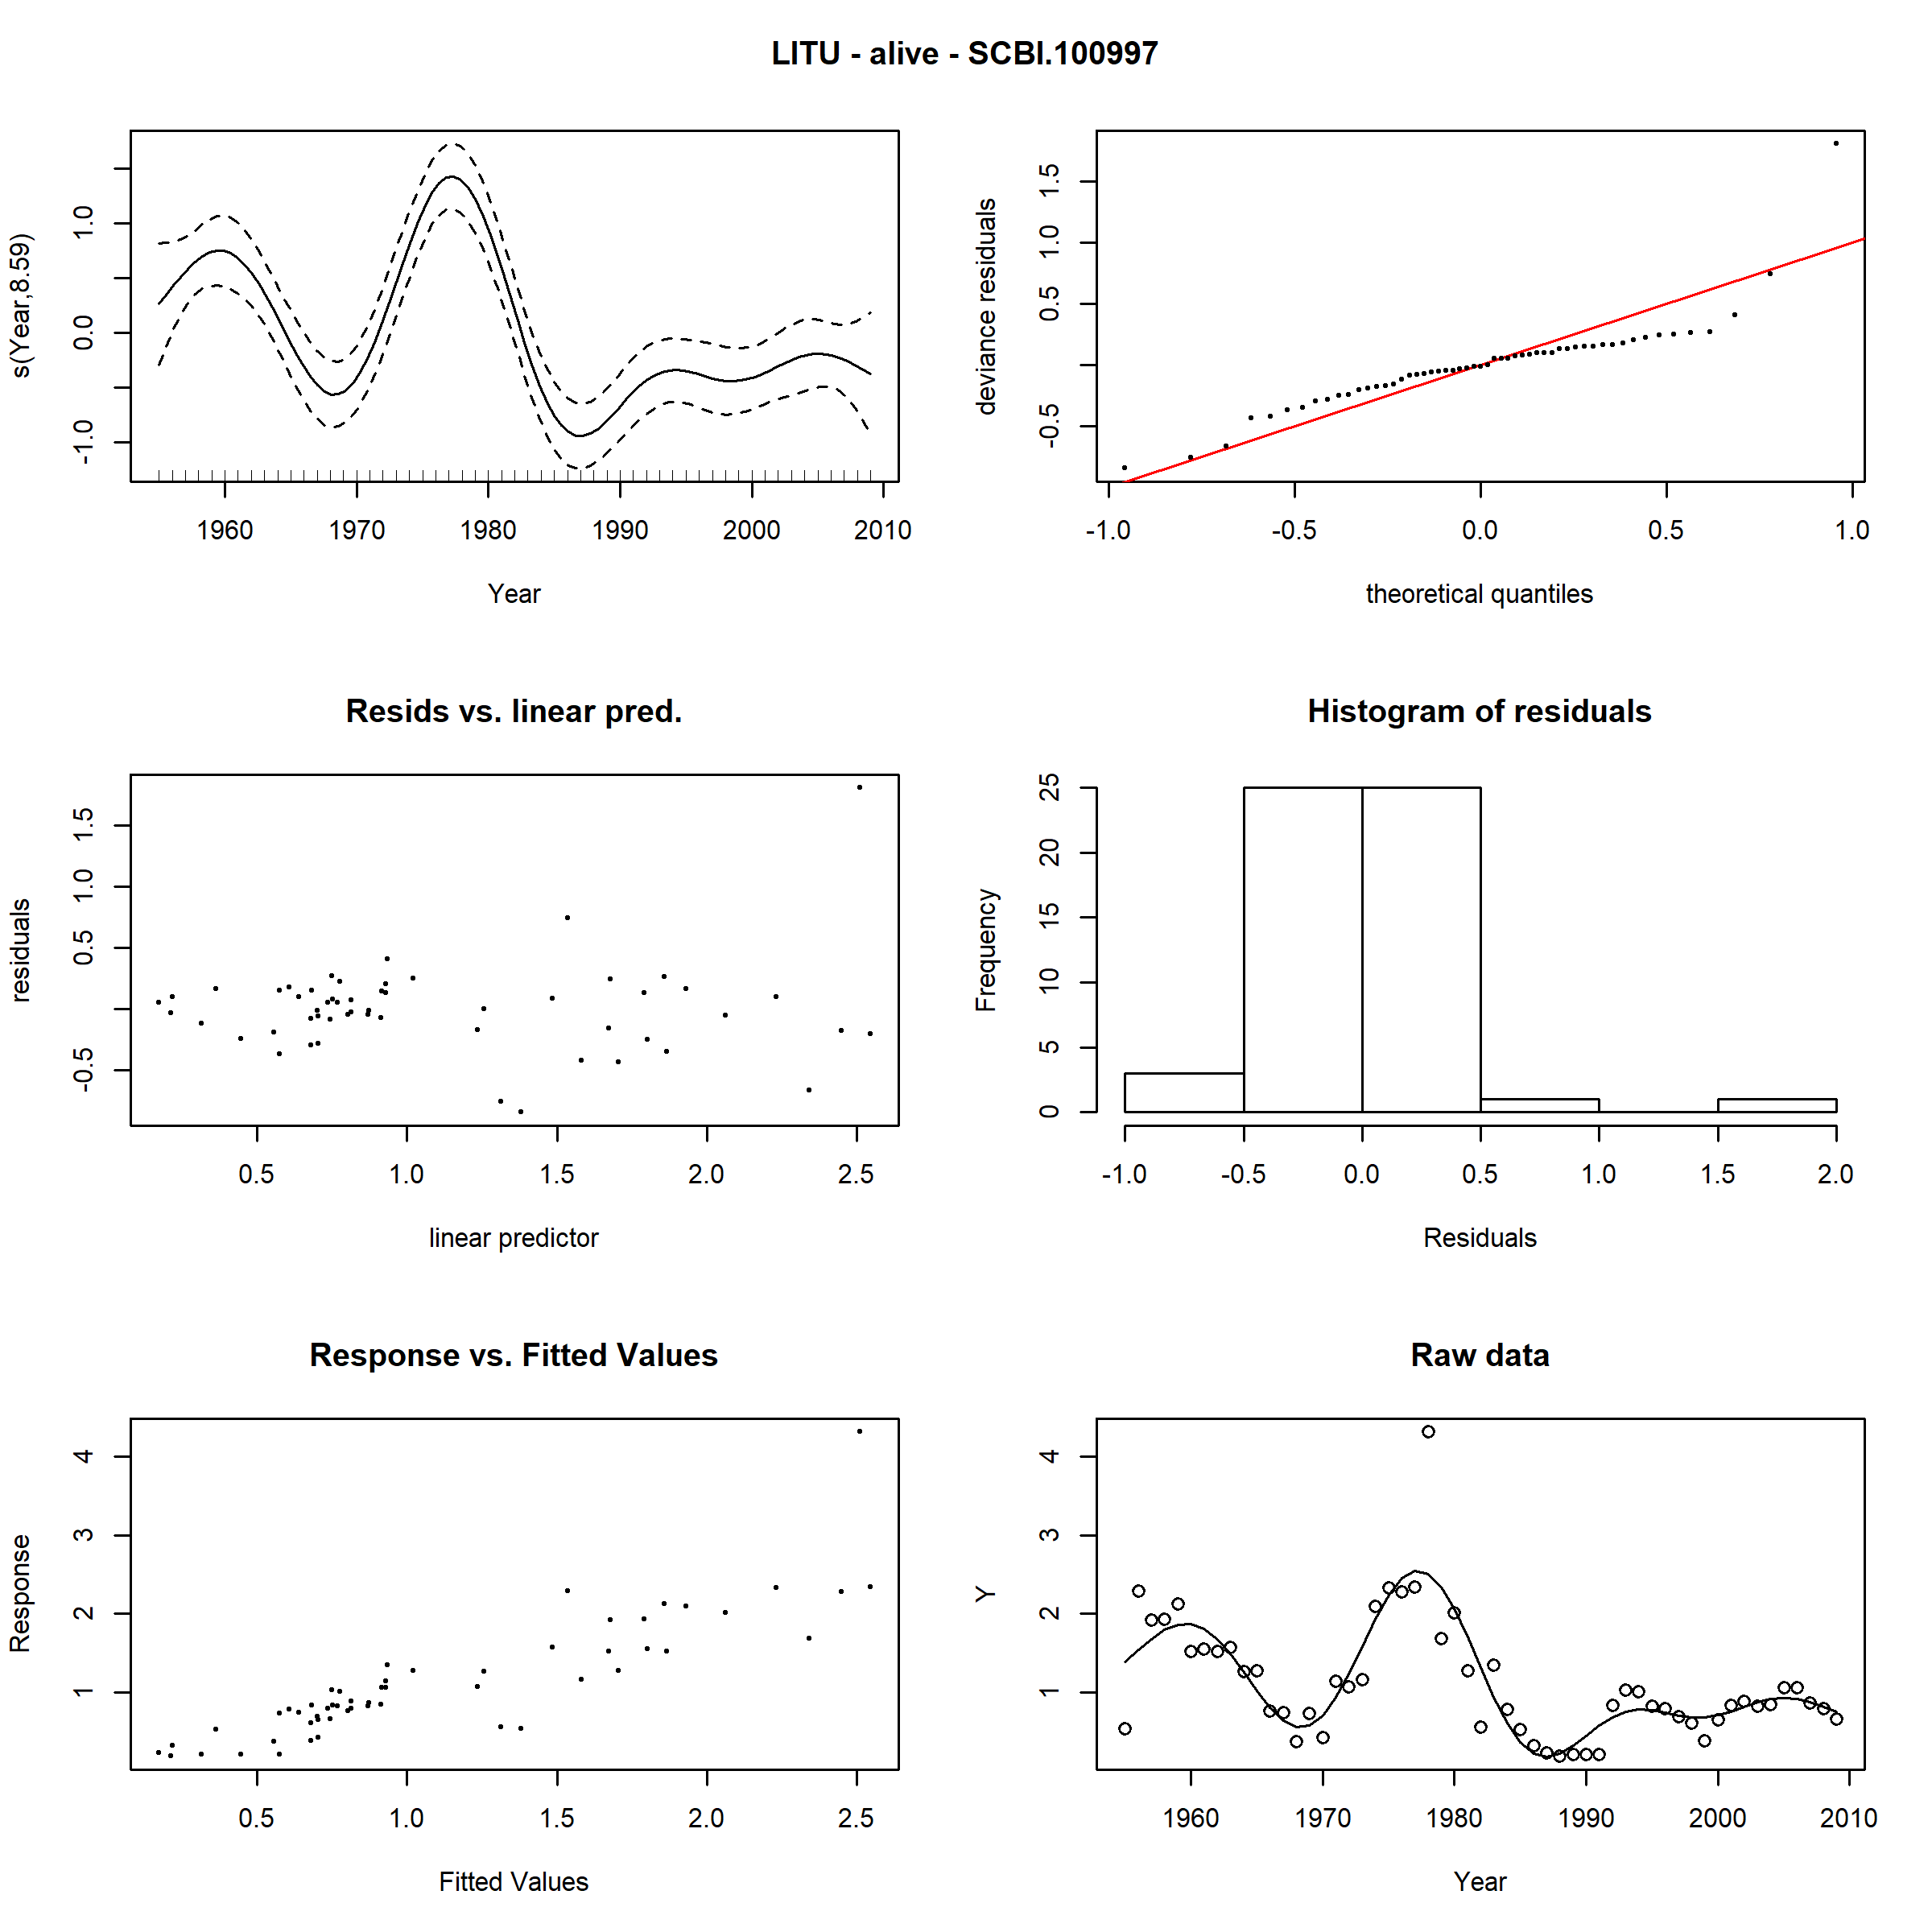 LITU - alive - SCBI.100997
s(Year,8.59)
-1.0 0.0 1.0
1960 1970 1980 1990 2000 2010
Year
deviance residuals
-0.5 0.5 1.0 1.5
-1.0 -0.5 0.0 0.5 1.0
theoretical quantiles
Resids vs. linear pred.
residuals
-0.5 0.5 1.0 1.5
0.5 1.0 1.5 2.0 2.5
linear predictor
Histogram of residuals
Frequency
0 5 10 15 20 25
-1.0 -0.5 0.0 0.5 1.0 1.5 2.0
Residuals
Response vs. Fitted Values
Response
1 2 3 4
0.5 1.0 1.5 2.0 2.5
Fitted Values
Raw data
Y
1 2 3 4
1960 1970 1980 1990 2000 2010
Year